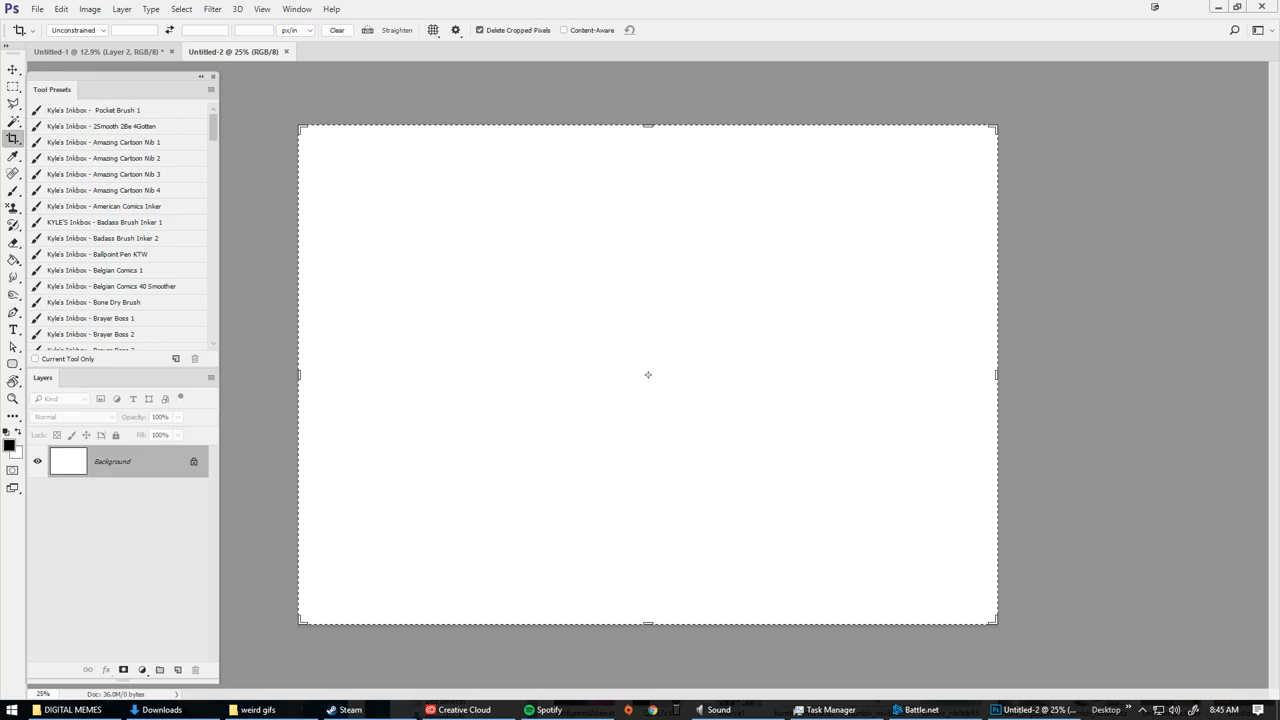 Ps File Edit Image Layer Type Select Filter 3D View Window Help
Unconstrained px/in Clear Straighten Delete Cropped Pixels Content-Aware
Untitled-1 @ 12.9% (Layer 2, RGB/8) * × Untitled-2 @ 25% (RGB/8) ×
Tool Presets
Kyle's Inkbox - Pocket Brush 1
Kyle's Inkbox - 2Smooth 2Be 4Gotten
Kyle's Inkbox - Amazing Cartoon Nib 1
Kyle's Inkbox - Amazing Cartoon Nib 2
Kyle's Inkbox - Amazing Cartoon Nib 3
Kyle's Inkbox - Amazing Cartoon Nib 4
Kyle's Inkbox - American Comics Inker
KYLE'S Inkbox - Badass Brush Inker 1
Kyle's Inkbox - Badass Brush Inker 2
Kyle's Inkbox - Ballpoint Pen KTW
Kyle's Inkbox - Belgian Comics 1
Kyle's Inkbox - Belgian Comics 40 Smoother
Kyle's Inkbox - Bone Dry Brush
Kyle's Inkbox - Brayer Boss 1
Kyle's Inkbox - Brayer Boss 2
Current Tool Only
Layers
Kind
Normal Opacity: 100%
Lock: Fill: 100%
Background
fx
25% Doc: 36.0M/0 bytes
DIGITAL MEMES Downloads weird gifs Steam Creative Cloud Spotify Sound Task Manager Battle.net Untitled-2 @ 25% (... Desktop 8:45 AM